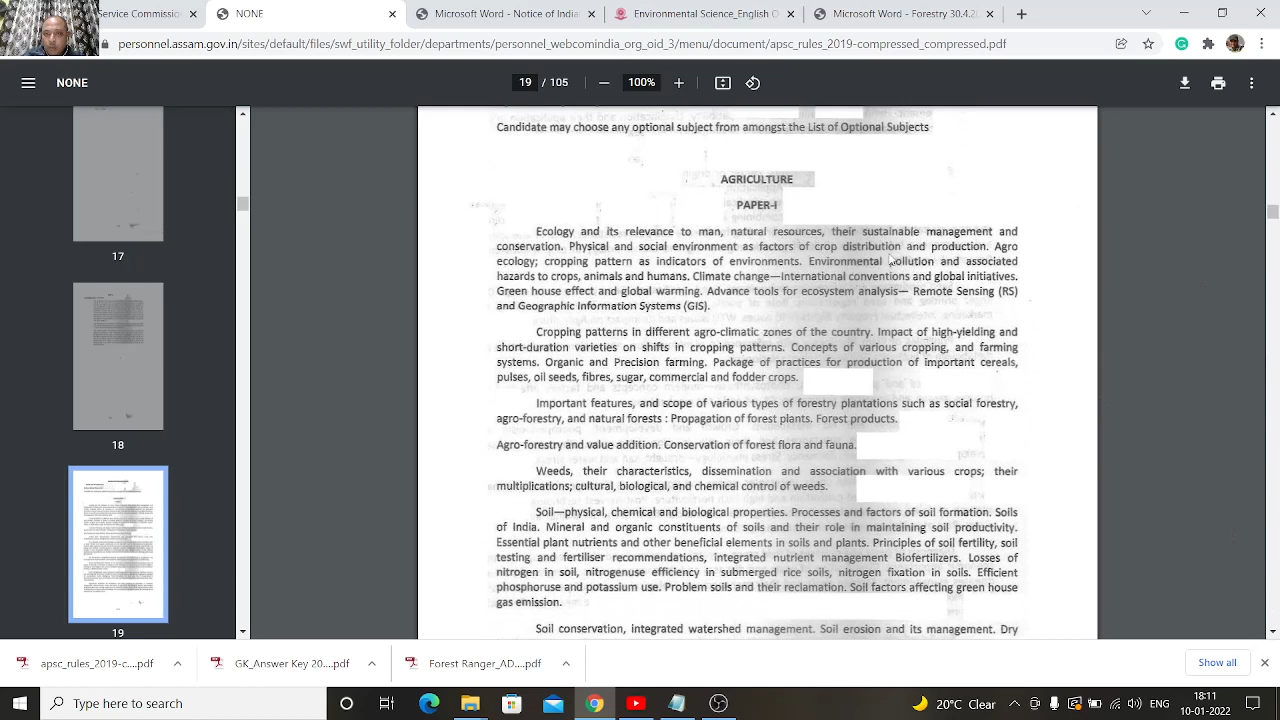 Service Commissio
NONE
Microsoft Word - Notice of India
Environmental Science_English O
Microsoft Word - Forestry 30.4.2
personnel.assam.gov.in/sites/default/files/swf_utility_folder/departments/personnel_webcomindia_org_oid_3/menu/document/apsc_rules_2019-compressed_compressed.pdf
NONE
19 / 105
100%
17
18
19
Candidate may choose any optional subject from amongst the List of Optional Subjects
AGRICULTURE
PAPER-I
Ecology and its relevance to man, natural resources, their sustainable management and
conservation. Physical and social environment as factors of crop distribution and production. Agro
ecology; cropping pattern as indicators of environments. Environmental pollution and associated
hazards to crops, animals and humans. Climate change—International conventions and global initiatives.
Green house effect and global warming. Advance tools for ecosystem analysis— Remote Sensing (RS)
and Geographic Information Systems (GIS).
Cropping patterns in different agro-climatic zones of the country. Impact of high-yielding and
short-duration varieties on shifts in cropping patterns. Concepts of various cropping, and farming
systems. Organic and Precision farming. Package of practices for production of important cereals,
pulses, oil seeds, fibres, sugar, commercial and fodder crops.
Important features, and scope of various types of forestry plantations such as social forestry,
agro-forestry, and natural forests : Propagation of forest plants. Forest products.
Agro-forestry and value addition. Conservation of forest flora and fauna.
Weeds, their characteristics, dissemination and association with various crops; their
multiplications; cultural, biological, and chemical control of weeds.
Soil—physical, chemical and biological properties. Processes and factors of soil formation. Soils
of India. Mineral and organic constituents of soils and their role in maintaining soil productivity.
Essential plant nutrients and other beneficial elements in soils and plants. Principles of soil fertility, soil
testing and fertiliser recommendations, integrated nutrient management Biofertilizers. Losses of
nitrogen in soil, nitrogenuse efficiency in submerged rice soils, nitrogen fixation in soils. Efficient
phosphoruse and potassium use. Problem soils and their reclamation. Soil factors affecting green house
gas emission.
Soil conservation, integrated watershed management. Soil erosion and its management. Dry
apsc_rules_2019-c....pdf
GK_Answer Key 20....pdf
Forest Ranger_AD....pdf
Show all
Type here to search
20°C Clear
ENG
18:11
10-01-2022